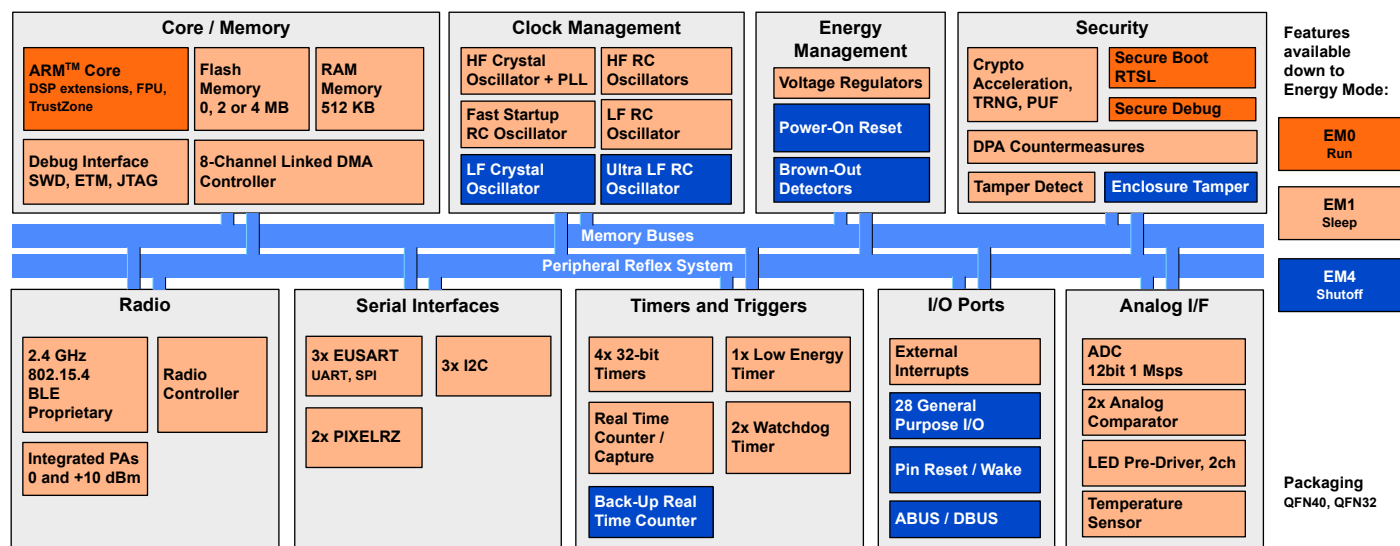 Core / Memory
ARM™ Core
DSP extensions, FPU,
TrustZone
Flash
Memory
0, 2 or 4 MB
RAM
Memory
512 KB
Debug Interface
SWD, ETM, JTAG
8-Channel Linked DMA
Controller
Clock Management
HF Crystal
Oscillator + PLL
HF RC
Oscillators
Fast Startup
RC Oscillator
LF RC
Oscillator
LF Crystal
Oscillator
Ultra LF RC
Oscillator
Energy
Management
Voltage Regulators
Power-On Reset
Brown-Out
Detectors
Security
Crypto
Acceleration,
TRNG, PUF
Secure Boot
RTSL
Secure Debug
DPA Countermeasures
Tamper Detect
Enclosure Tamper
Features
available
down to
Energy Mode:
EM0
Run
EM1
Sleep
EM4
Shutoff
Memory Buses
Peripheral Reflex System
Radio
2.4 GHz
802.15.4
BLE
Proprietary
Radio
Controller
Integrated PAs
0 and +10 dBm
Serial Interfaces
3x EUSART
UART, SPI
3x I2C
2x PIXELRZ
Timers and Triggers
4x 32-bit
Timers
1x Low Energy
Timer
Real Time
Counter /
Capture
2x Watchdog
Timer
Back-Up Real
Time Counter
I/O Ports
External
Interrupts
28 General
Purpose I/O
Pin Reset / Wake
ABUS / DBUS
Analog I/F
ADC
12bit 1 Msps
2x Analog
Comparator
LED Pre-Driver, 2ch
Temperature
Sensor
Packaging
QFN40, QFN32